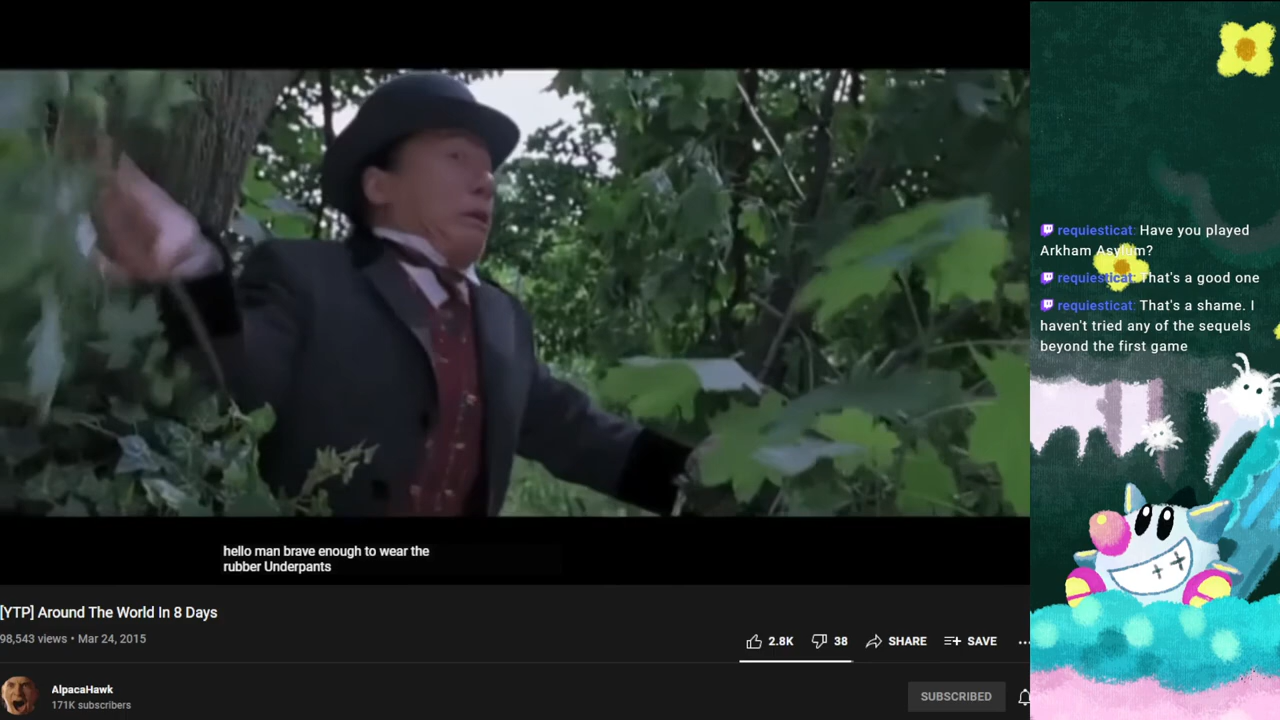 hello man brave enough to wear the
rubber Underpants
[YTP] Around The World In 8 Days
98,543 views • Mar 24, 2015
2.8K
38
SHARE
SAVE
AlpacaHawk
171K subscribers
SUBSCRIBED
requiesticat: Have you played
Arkham Asylum?
requiesticat: That's a good one
requiesticat: That's a shame. I
haven't tried any of the sequels
beyond the first game